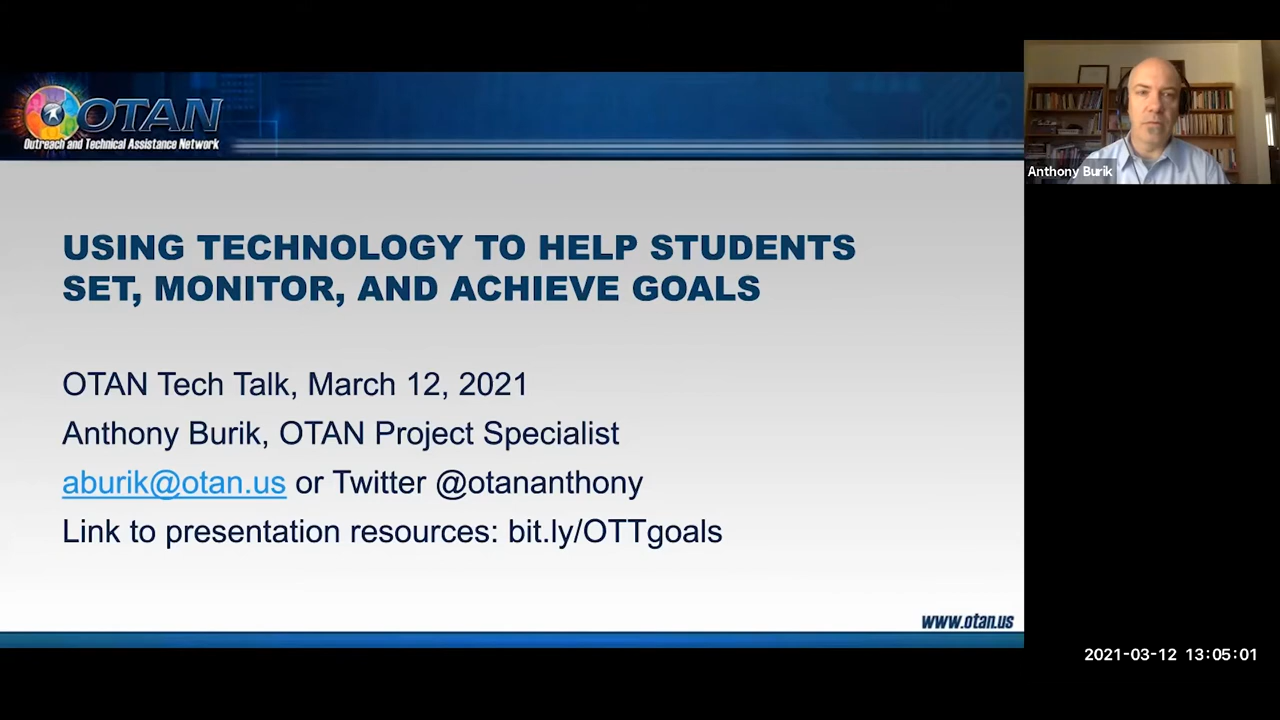 OTAN
Outreach and Technical Assistance Network
Anthony Burik
USING TECHNOLOGY TO HELP STUDENTS
SET, MONITOR, AND ACHIEVE GOALS
OTAN Tech Talk, March 12, 2021
Anthony Burik, OTAN Project Specialist
aburik@otan.us or Twitter @otananthony
Link to presentation resources: bit.ly/OTTgoals
www.otan.us
2021-03-12 13:05:01